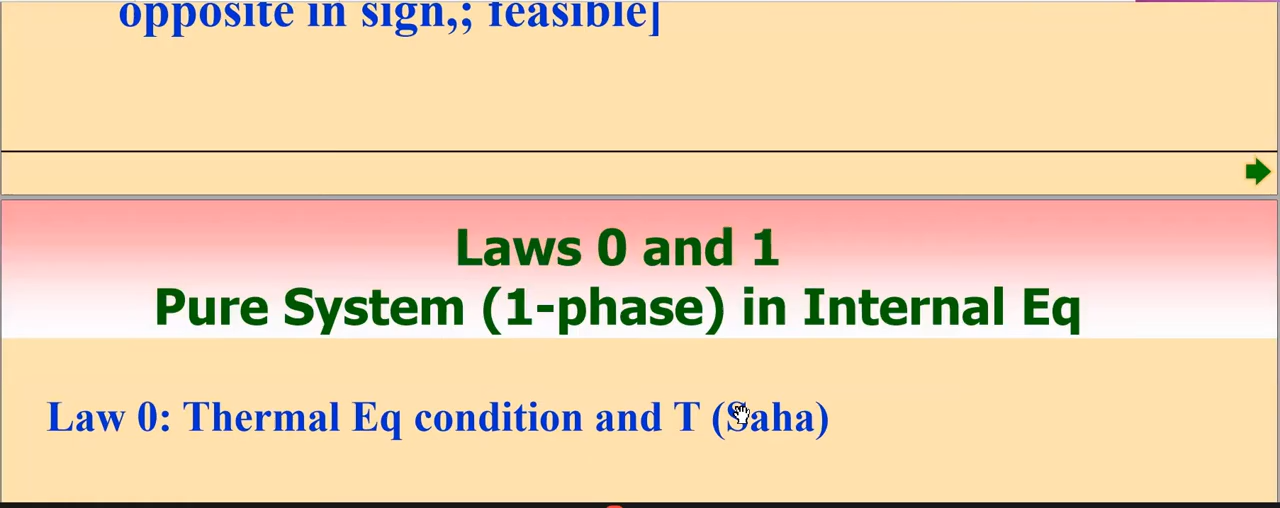 opposite in sign,; feasible]
Laws 0 and 1
Pure System (1-phase) in Internal Eq
Law 0: Thermal Eq condition and T (Saha)